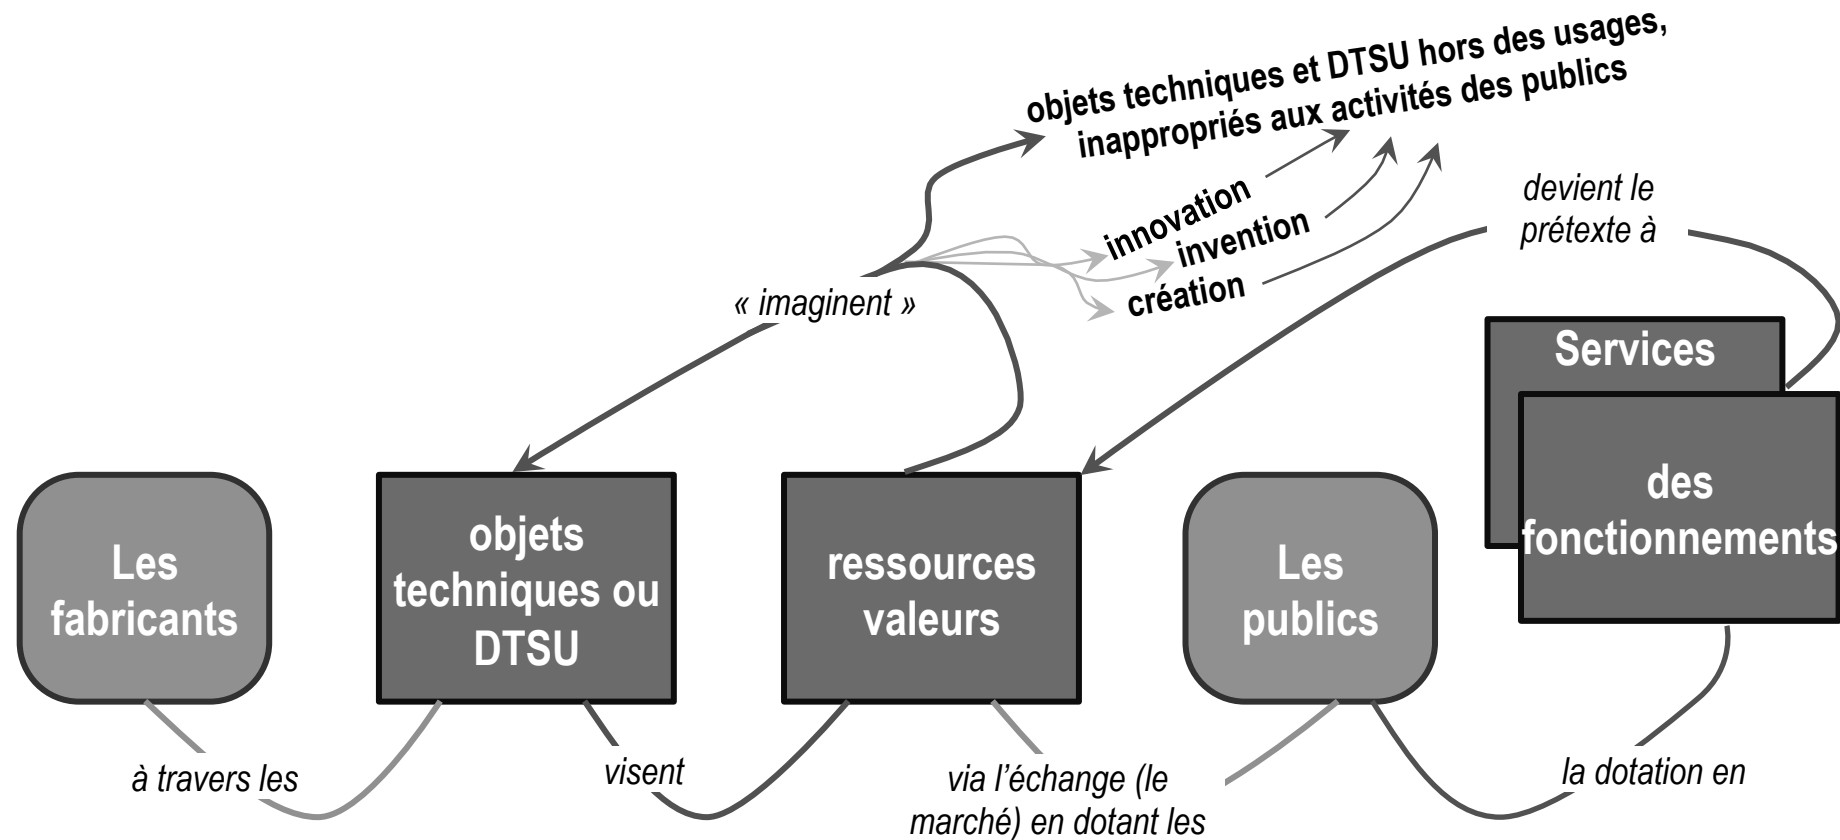 objets techniques et DTSU hors des usages,
inappropriés aux activités des publics
innovation
invention
création
devient le
prétexte à
« imaginent »
Services
des
fonctionnements
Les
fabricants
objets
techniques ou
DTSU
ressources
valeurs
Les
publics
à travers les
visent
via l’échange (le
marché) en dotant les
la dotation en